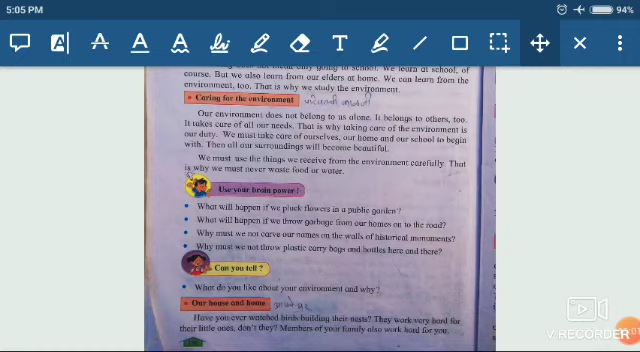 5:05 PM
94%
T
course. But we also learn from our elders at home. We can learn from the
environment, too. That is why we study the environment.
• Caring for the environment
Our environment does not belong to us alone. It belongs to others, too.
It takes care of all our needs. That is why taking care of the environment is
our duty. We must take care of ourselves, our home and our school to begin
with. Then all our surroundings will become beautiful.
We must use the things we receive from the environment carefully. That
is why we must never waste food or water.
Use your brain power!
• What will happen if we pluck flowers in a public garden?
• What will happen if we throw garbage from our homes on to the road?
• Why must we not carve our names on the walls of historical monuments?
• Why must we not throw plastic carry bags and bottles here and there?
Can you tell?
• What do you like about your environment and why?
• Our house and home
Have you ever watched birds building their nests? They work very hard for
their little ones, don't they? Members of your family also work hard for you.
V RECORDER